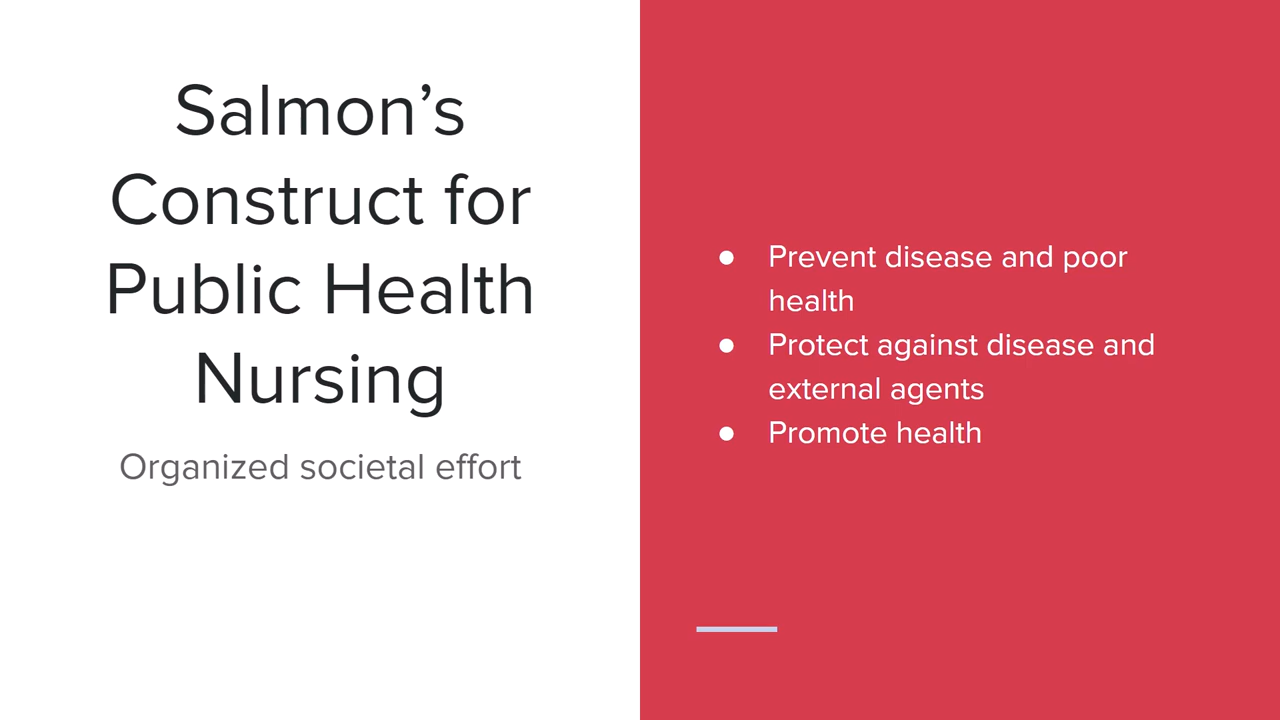 Salmon’s
Construct for
Public Health
Nursing
Organized societal effort
● Prevent disease and poor
health
● Protect against disease and
external agents
● Promote health